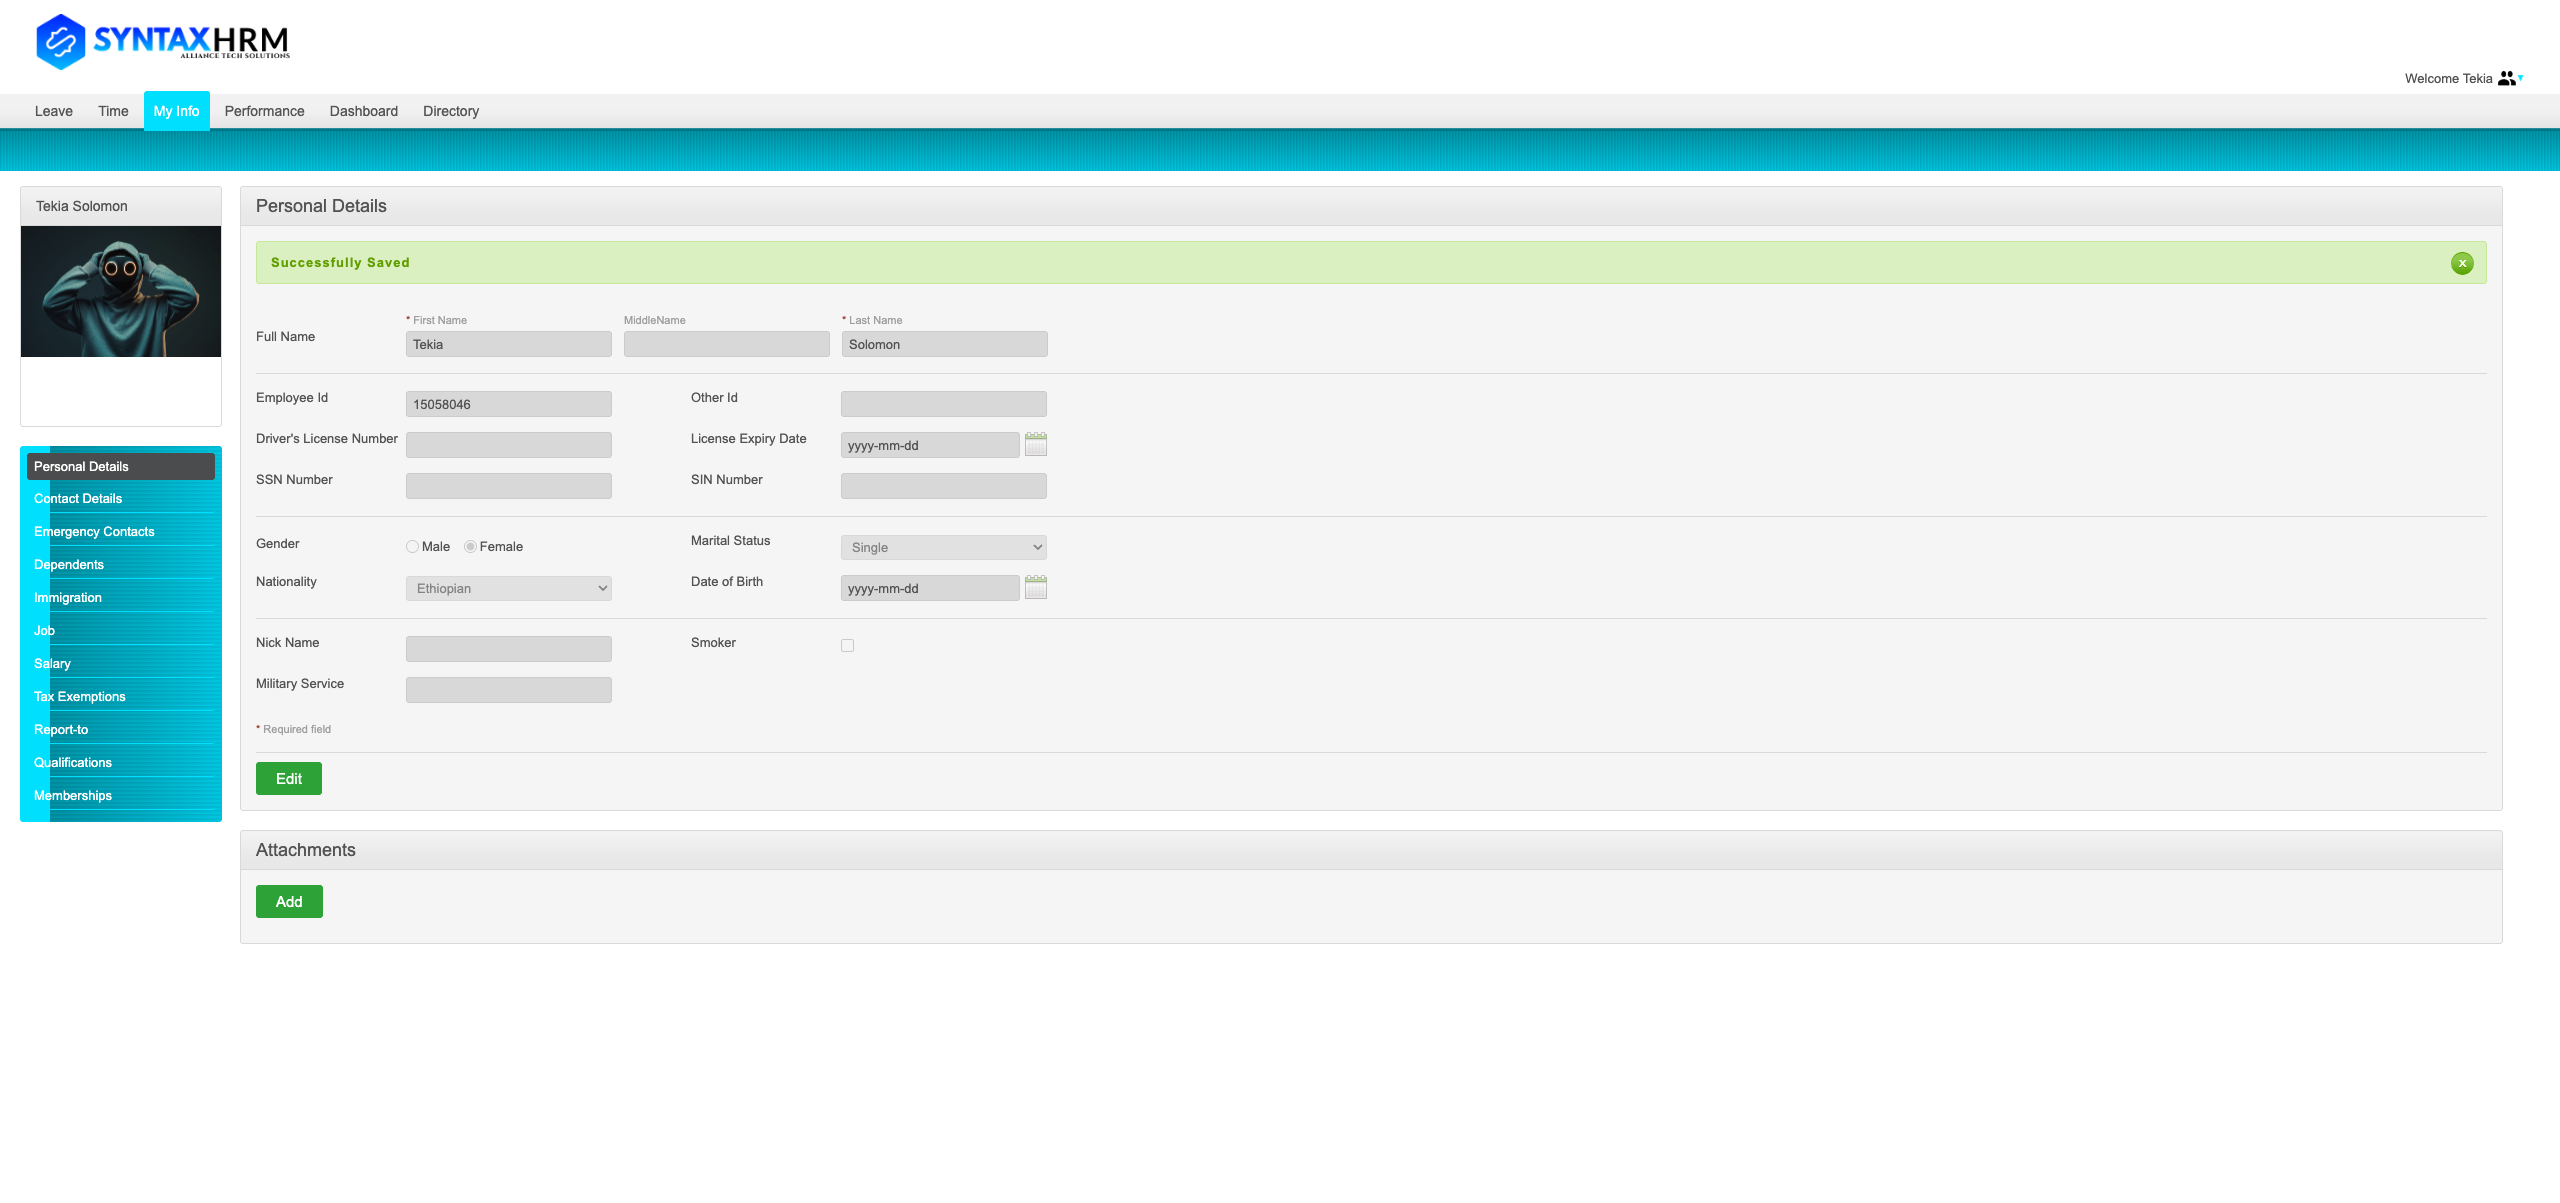 SYNTAXHRM
ALLIANCE TECH SOLUTIONS
Welcome Tekia
Leave Time My Info Performance Dashboard Directory
Tekia Solomon
Personal Details
Contact Details
Emergency Contacts
Dependents
Immigration
Job
Salary
Tax Exemptions
Report-to
Qualifications
Memberships
Personal Details
Successfully Saved x
* First Name MiddleName * Last Name
Full Name Tekia Solomon
Employee Id 15058046 Other Id
Driver's License Number License Expiry Date yyyy-mm-dd
SSN Number SIN Number
Gender Male Female Marital Status Single
Nationality Ethiopian Date of Birth yyyy-mm-dd
Nick Name Smoker
Military Service
* Required field
Edit
Attachments
Add